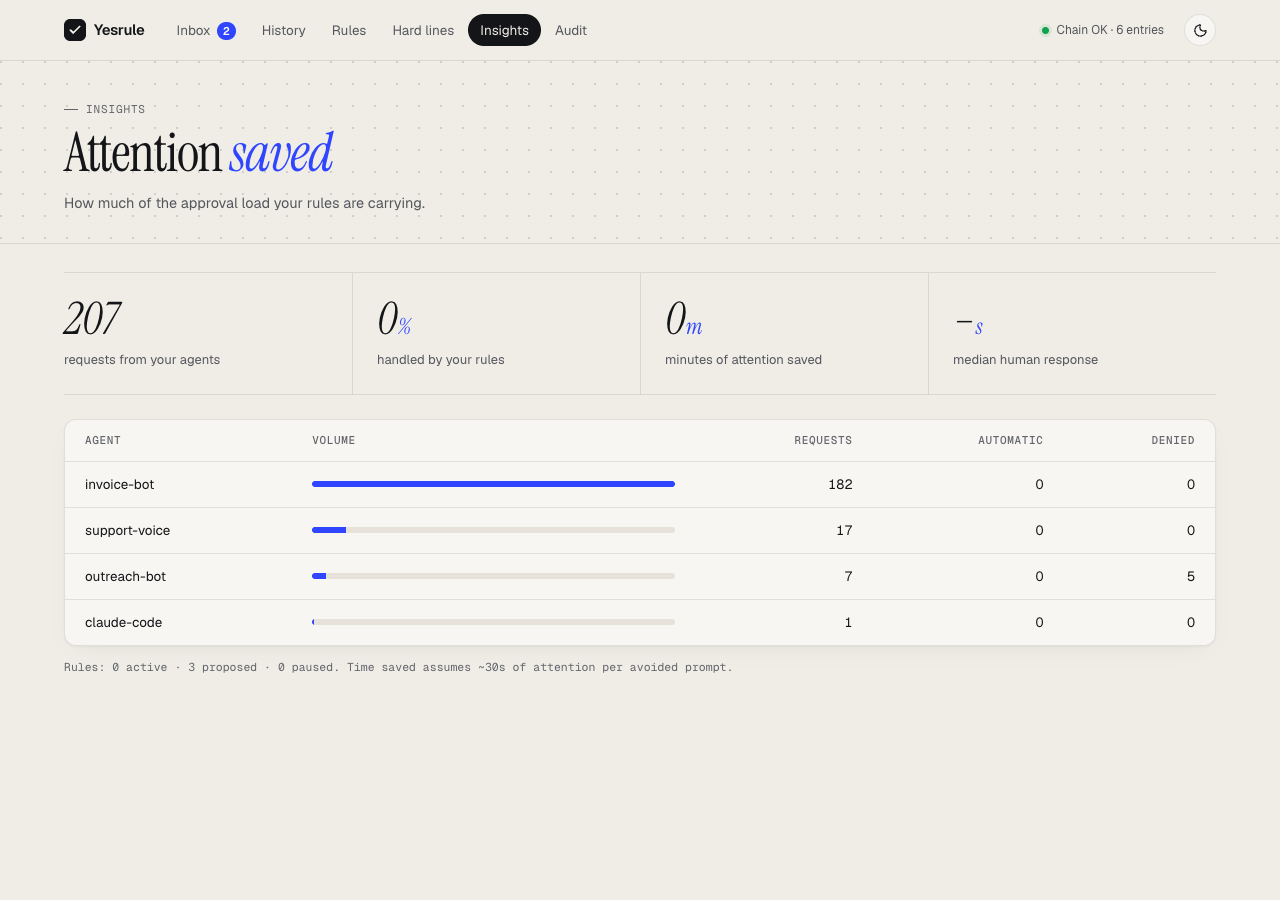 Yesrule Inbox 2 History Rules Hard lines Insights Audit Chain OK · 6 entries
— INSIGHTS
Attention saved
How much of the approval load your rules are carrying.
207 0% 0m –s
requests from your agents handled by your rules minutes of attention saved median human response
AGENT VOLUME REQUESTS AUTOMATIC DENIED
invoice-bot 182 0 0
support-voice 17 0 0
outreach-bot 7 0 5
claude-code 1 0 0
Rules: 0 active · 3 proposed · 0 paused. Time saved assumes ~30s of attention per avoided prompt.